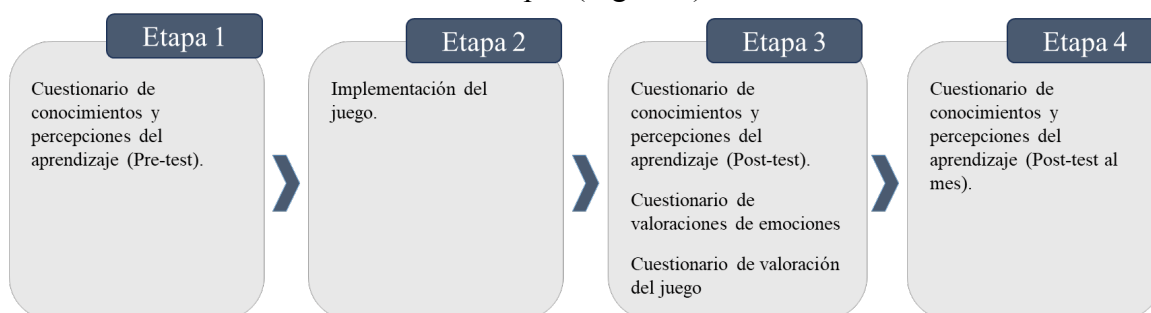 Etapa 1
Cuestionario de
conocimientos y
percepciones del
aprendizaje (Pre-test).
Etapa 2
Implementación del
juego.
Etapa 3
Cuestionario de
conocimientos y
percepciones del
aprendizaje (Post-test).
Cuestionario de
valoraciones de emociones
Cuestionario de valoración
del juego
Etapa 4
Cuestionario de
conocimientos y
percepciones del
aprendizaje (Post-test al
mes).